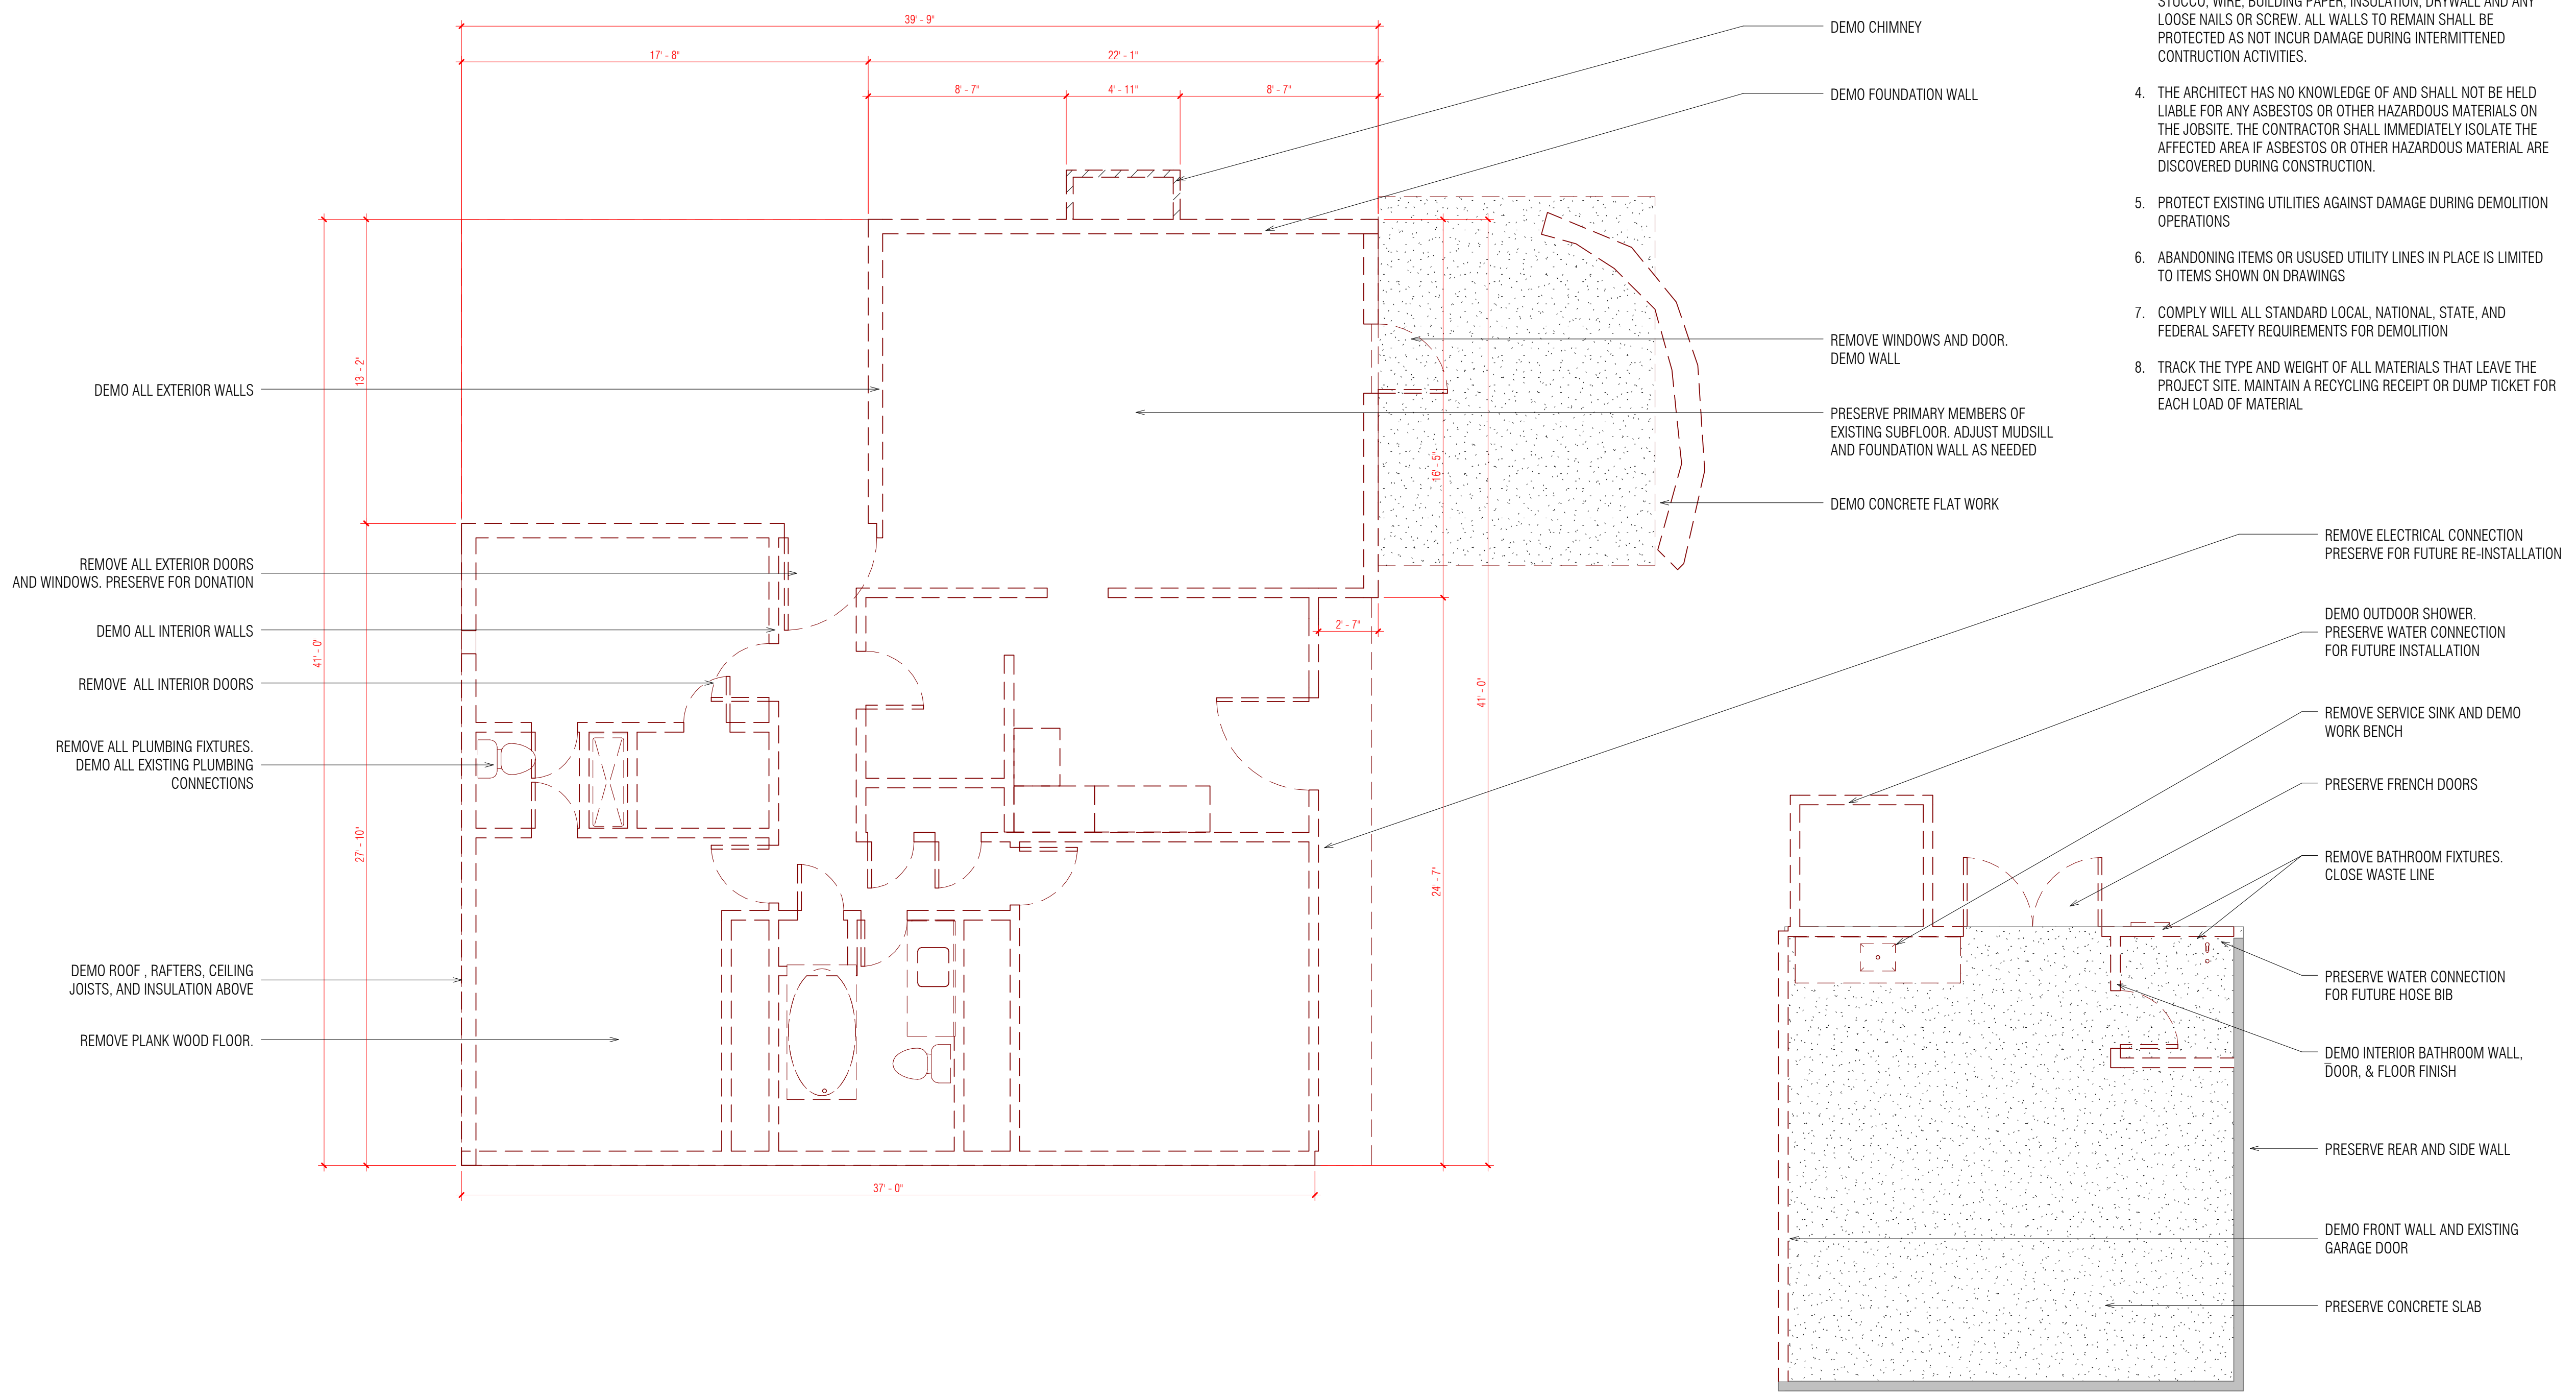 39' - 9"
17' - 8"
22' - 1"
8' - 7"
4' - 11"
8' - 7"
41' - 0"
13' - 2"
27' - 10"
16' - 5"
41' - 0"
24' - 7"
2' - 7"
37' - 0"
DEMO ALL EXTERIOR WALLS
REMOVE ALL EXTERIOR DOORS
AND WINDOWS. PRESERVE FOR DONATION
DEMO ALL INTERIOR WALLS
REMOVE ALL INTERIOR DOORS
REMOVE ALL PLUMBING FIXTURES.
DEMO ALL EXISTING PLUMBING
CONNECTIONS
DEMO ROOF , RAFTERS, CEILING
JOISTS, AND INSULATION ABOVE
REMOVE PLANK WOOD FLOOR.
DEMO CHIMNEY
DEMO FOUNDATION WALL
REMOVE WINDOWS AND DOOR.
DEMO WALL
PRESERVE PRIMARY MEMBERS OF
EXISTING SUBFLOOR. ADJUST MUDSILL
AND FOUNDATION WALL AS NEEDED
DEMO CONCRETE FLAT WORK
STUCCO, WIRE, BUILDING PAPER, INSULATION, DRYWALL AND ANY
LOOSE NAILS OR SCREW. ALL WALLS TO REMAIN SHALL BE
PROTECTED AS NOT INCUR DAMAGE DURING INTERMITTENED
CONTRUCTION ACTIVITIES.
4. THE ARCHITECT HAS NO KNOWLEDGE OF AND SHALL NOT BE HELD
LIABLE FOR ANY ASBESTOS OR OTHER HAZARDOUS MATERIALS ON
THE JOBSITE. THE CONTRACTOR SHALL IMMEDIATELY ISOLATE THE
AFFECTED AREA IF ASBESTOS OR OTHER HAZARDOUS MATERIAL ARE
DISCOVERED DURING CONSTRUCTION.
5. PROTECT EXISTING UTILITIES AGAINST DAMAGE DURING DEMOLITION
OPERATIONS
6. ABANDONING ITEMS OR USUSED UTILITY LINES IN PLACE IS LIMITED
TO ITEMS SHOWN ON DRAWINGS
7. COMPLY WILL ALL STANDARD LOCAL, NATIONAL, STATE, AND
FEDERAL SAFETY REQUIREMENTS FOR DEMOLITION
8. TRACK THE TYPE AND WEIGHT OF ALL MATERIALS THAT LEAVE THE
PROJECT SITE. MAINTAIN A RECYCLING RECEIPT OR DUMP TICKET FOR
EACH LOAD OF MATERIAL
REMOVE ELECTRICAL CONNECTION
PRESERVE FOR FUTURE RE-INSTALLATION
DEMO OUTDOOR SHOWER.
PRESERVE WATER CONNECTION
FOR FUTURE INSTALLATION
REMOVE SERVICE SINK AND DEMO
WORK BENCH
PRESERVE FRENCH DOORS
REMOVE BATHROOM FIXTURES.
CLOSE WASTE LINE
PRESERVE WATER CONNECTION
FOR FUTURE HOSE BIB
DEMO INTERIOR BATHROOM WALL,
DOOR, & FLOOR FINISH
PRESERVE REAR AND SIDE WALL
DEMO FRONT WALL AND EXISTING
GARAGE DOOR
PRESERVE CONCRETE SLAB